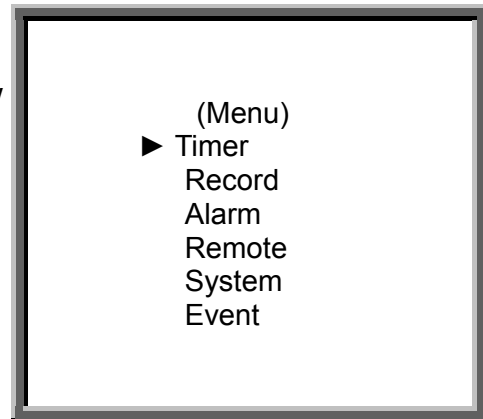 (Menu)
► Timer
Record
Alarm
Remote
System
Event